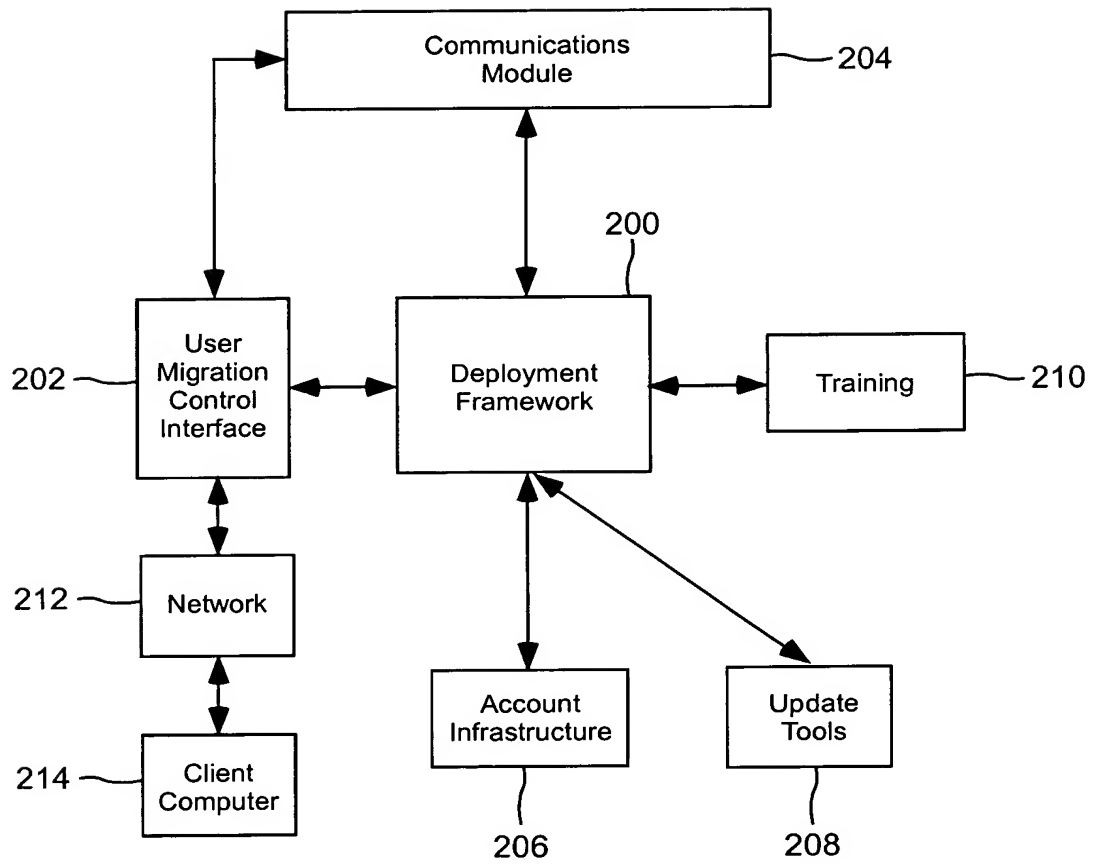 Communications
Module
204
200
User
Migration
Control
Interface
202
Deployment
Framework
Training
210
212
Network
Account
Infrastructure
Update
Tools
214
Client
Computer
206
208